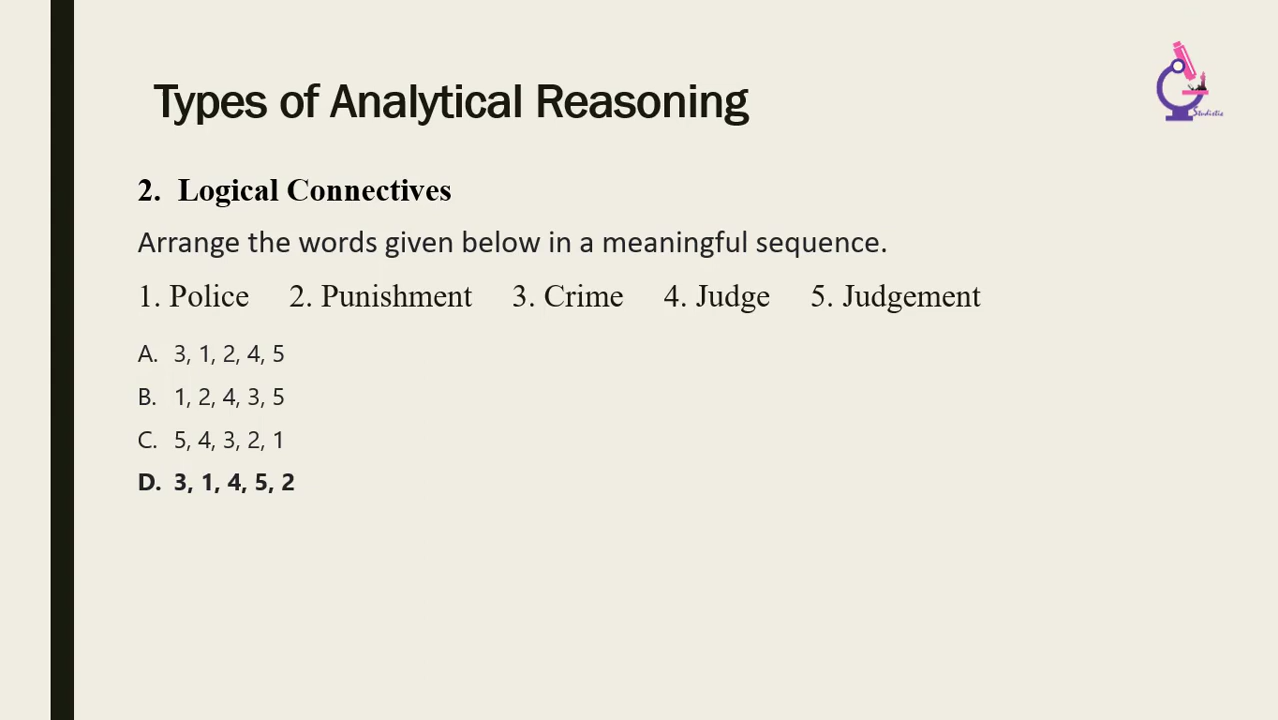 Types of Analytical Reasoning
Studistic
2. Logical Connectives
Arrange the words given below in a meaningful sequence.
1. Police 2. Punishment 3. Crime 4. Judge 5. Judgement
A. 3, 1, 2, 4, 5
B. 1, 2, 4, 3, 5
C. 5, 4, 3, 2, 1
D. 3, 1, 4, 5, 2